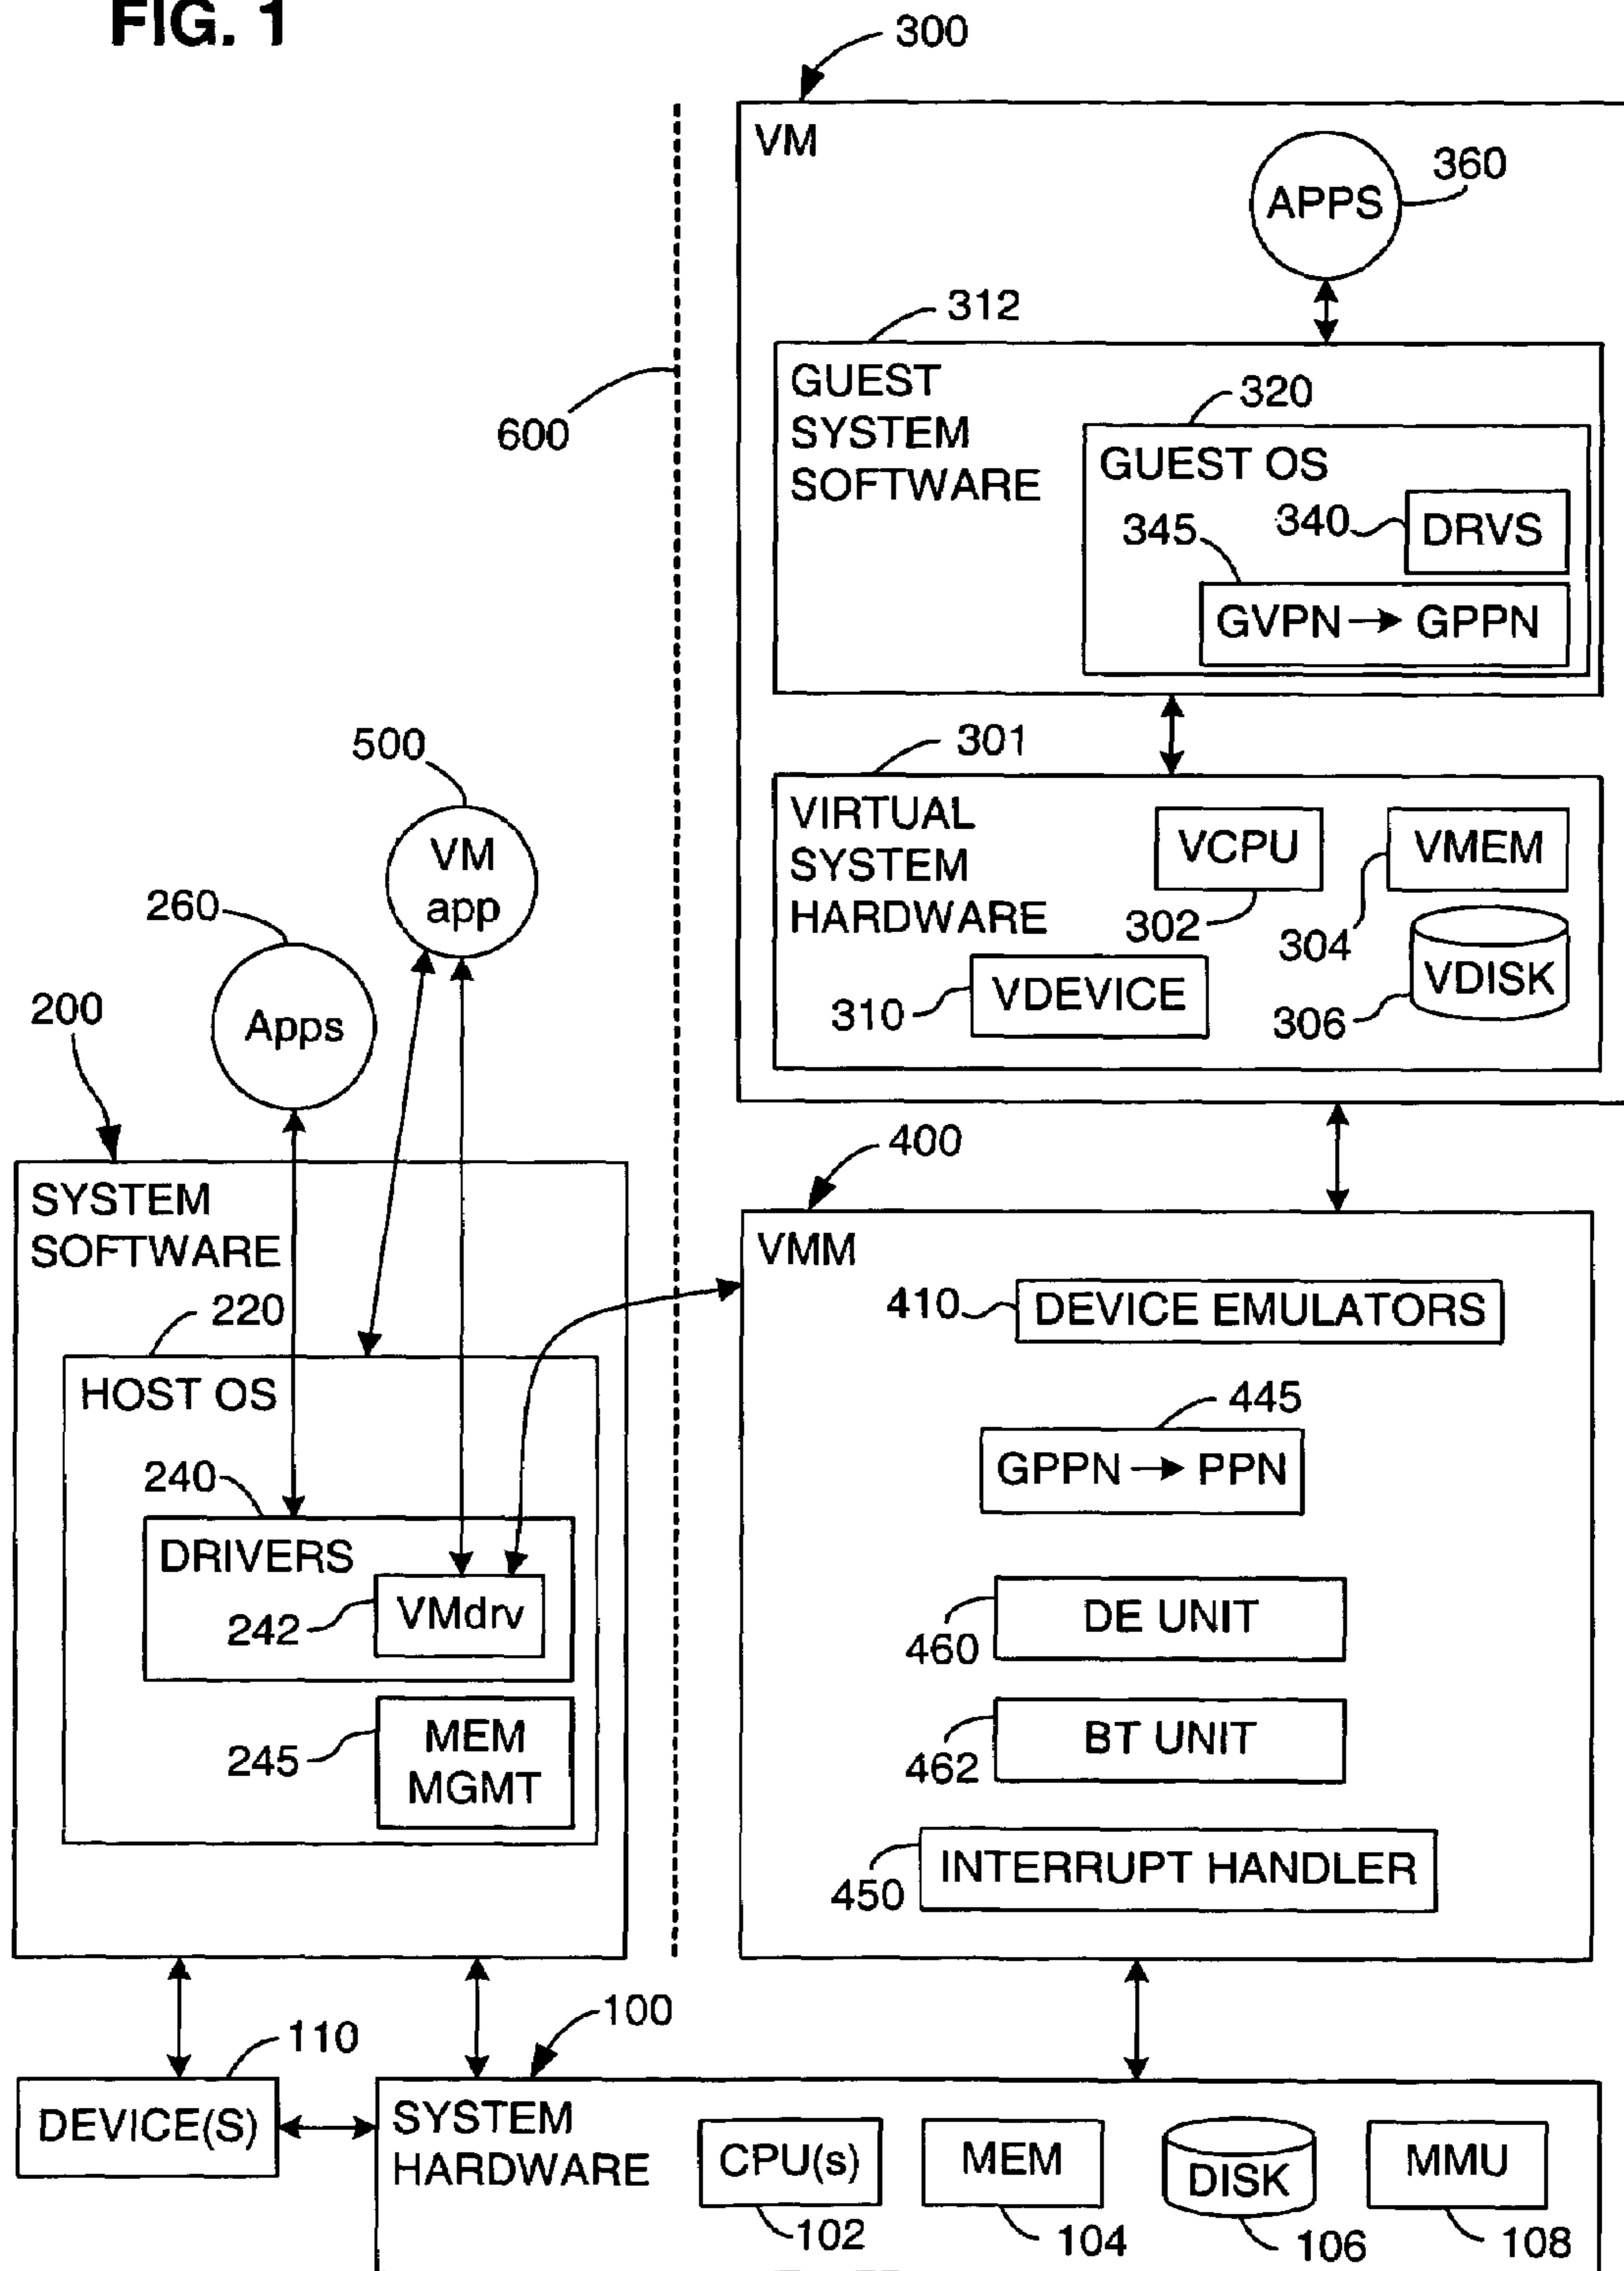 FIG. 1
300
VM
360
APPS
312
GUEST
SYSTEM
SOFTWARE
320
GUEST OS
340
DRVS
345
GVPN → GPPN
600
301
VIRTUAL
SYSTEM
HARDWARE
VCPU
302
VMEM
304
VDISK
306
VDEVICE
310
500
VM
app
260
Apps
200
SYSTEM
SOFTWARE
220
HOST OS
240
DRIVERS
242
VMdrv
245
MEM
MGMT
400
VMM
410
DEVICE EMULATORS
445
GPPN → PPN
DE UNIT
460
BT UNIT
462
INTERRUPT HANDLER
450
110
DEVICE(S)
100
SYSTEM
HARDWARE
CPU(s)
102
MEM
104
DISK
106
MMU
108